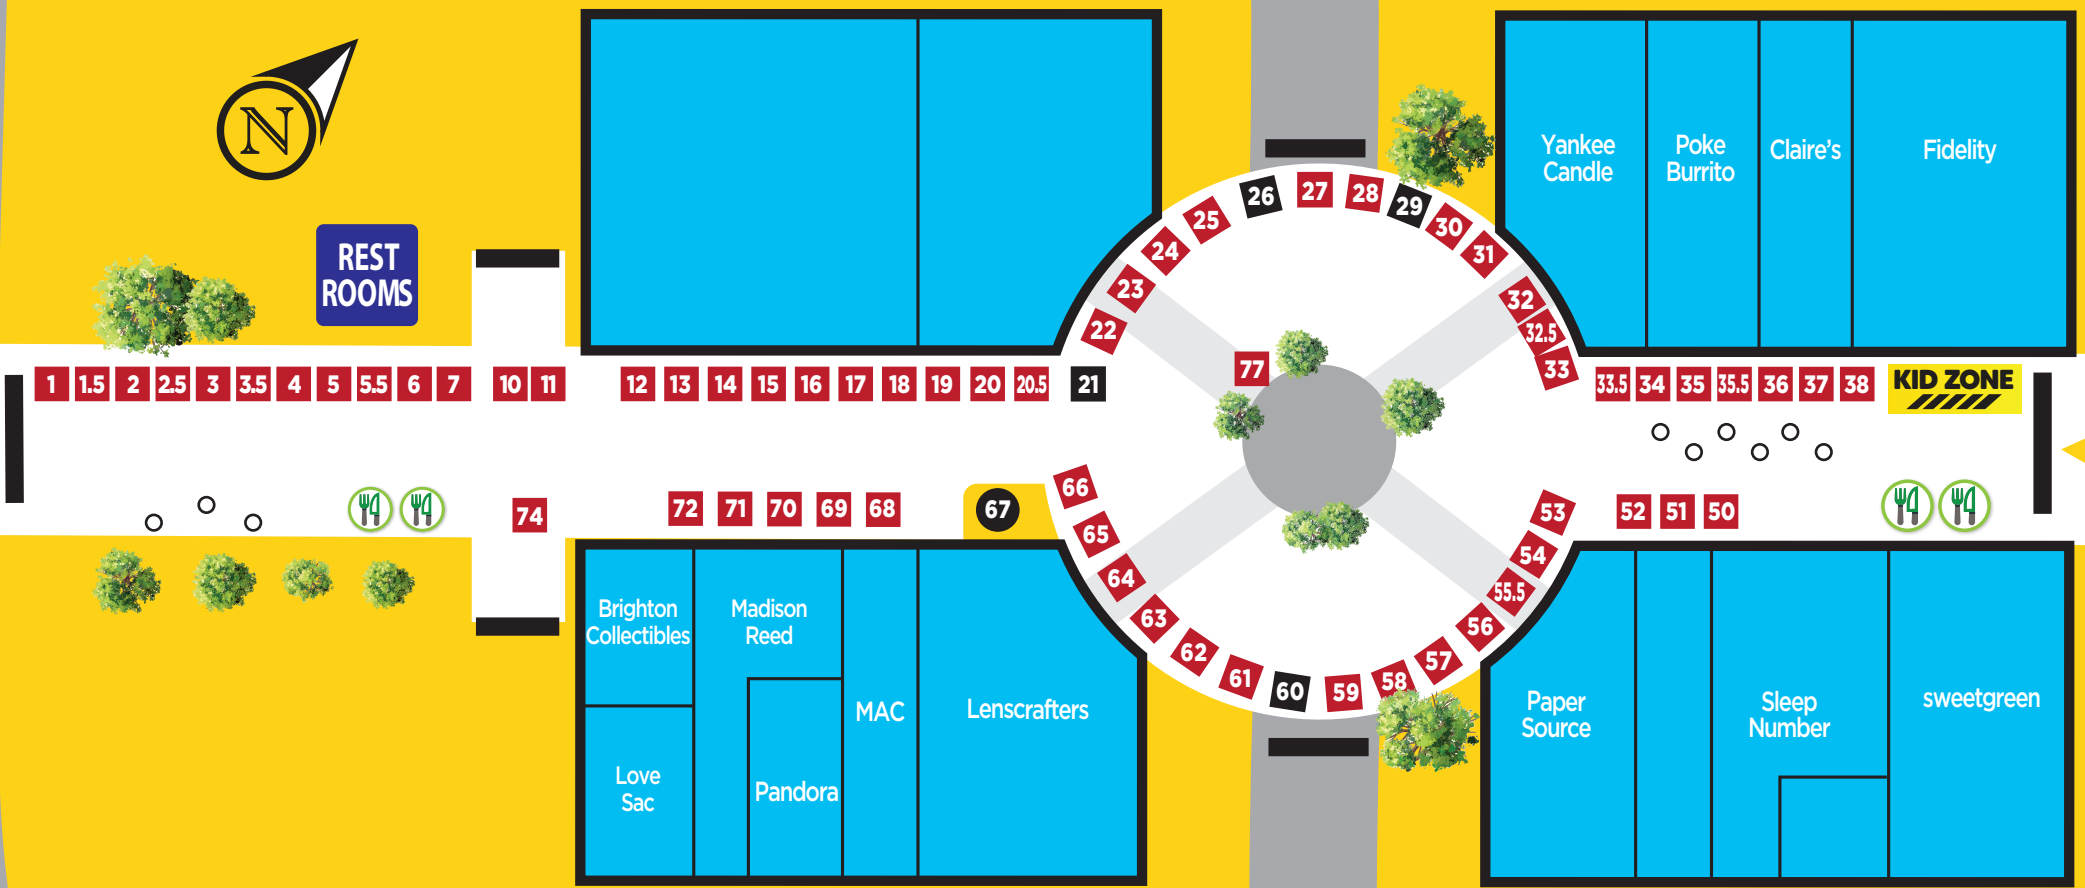 N
REST
ROOMS
Yankee
Candle
Poke
Burrito
Claire's
Fidelity
26 27 28 29
25 30
24 31
23 32
22 32.5
77 33
1 1.5 2 2.5 3 3.5 4 5 5.5 6 7 10 11 12 13 14 15 16 17 18 19 20 20.5 21
33.5 34 35 35.5 36 37 38 KID ZONE
74 72 71 70 69 68 67 66
53 52 51 50
65 54
64 55.5
63 56
62 57
61 60 59 58
Brighton
Collectibles
Madison
Reed
Love
Sac
Pandora
MAC
Lenscrafters
Paper
Source
Sleep
Number
sweetgreen